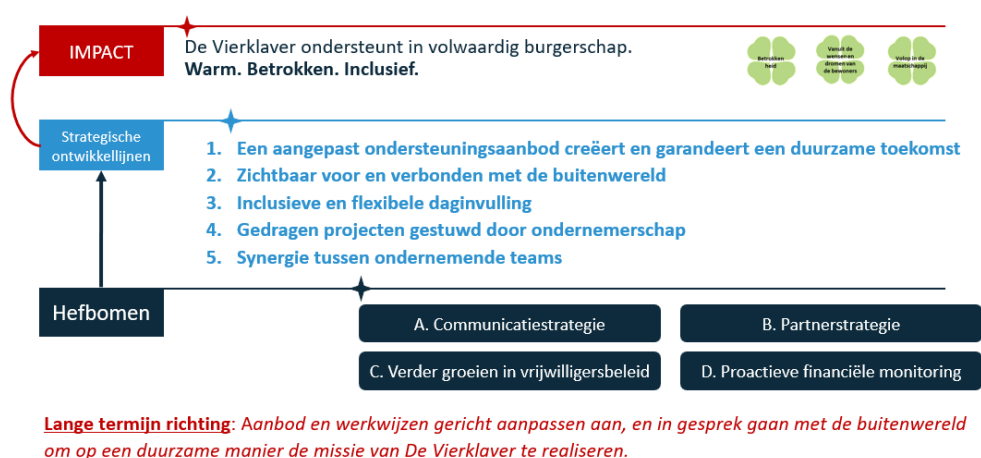 IMPACT
De Vierklaver ondersteunt in volwaardig burgerschap.
Warm. Betrokken. Inclusief.
Betrokken
heid
Vanuit de
wensen en
dromen van
de bewoners
Volop in de
maatschappij
Strategische
ontwikkellijnen
1. Een aangepast ondersteuningsaanbod creëert en garandeert een duurzame toekomst
2. Zichtbaar voor en verbonden met de buitenwereld
3. Inclusieve en flexibele daginvulling
4. Gedragen projecten gestuwd door ondernemerschap
5. Synergie tussen ondernemende teams
Hefbomen
A. Communicatiestrategie
B. Partnerstrategie
C. Verder groeien in vrijwilligersbeleid
D. Proactieve financiële monitoring
Lange termijn richting: Aanbod en werkwijzen gericht aanpassen aan, en in gesprek gaan met de buitenwereld
om op een duurzame manier de missie van De Vierklaver te realiseren.